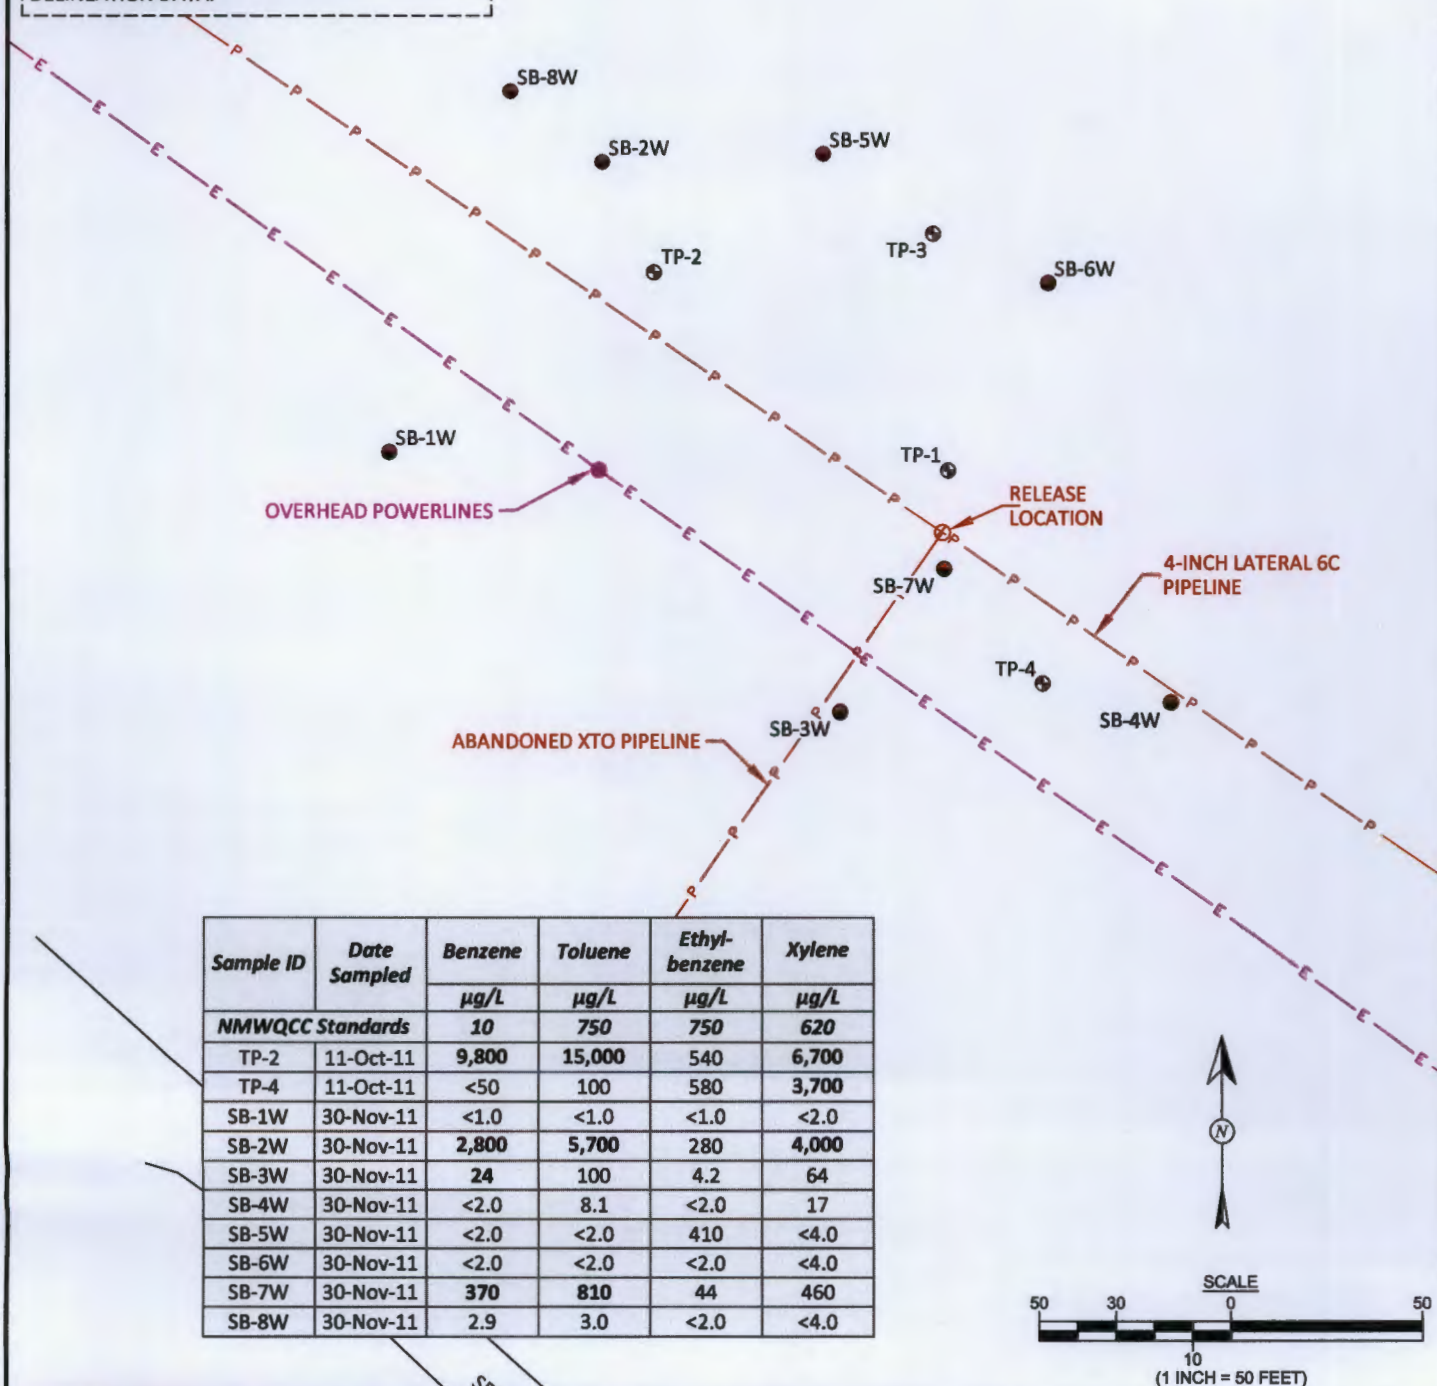 SB-8W
SB-2W
SB-5W
TP-3
TP-2
SB-6W
SB-1W
TP-1
OVERHEAD POWERLINES
RELEASE
LOCATION
4-INCH LATERAL 6C
PIPELINE
SB-7W
TP-4
SB-4W
SB-3W
ABANDONED XTO PIPELINE
Sample ID Date Sampled Benzene Toluene Ethyl-benzene Xylene
µg/L µg/L µg/L µg/L
NMWQCC Standards 10 750 750 620
TP-2 11-Oct-11 9,800 15,000 540 6,700
TP-4 11-Oct-11 <50 100 580 3,700
SB-1W 30-Nov-11 <1.0 <1.0 <1.0 <2.0
SB-2W 30-Nov-11 2,800 5,700 280 4,000
SB-3W 30-Nov-11 24 100 4.2 64
SB-4W 30-Nov-11 <2.0 8.1 <2.0 17
SB-5W 30-Nov-11 <2.0 <2.0 410 <4.0
SB-6W 30-Nov-11 <2.0 <2.0 <2.0 <4.0
SB-7W 30-Nov-11 370 810 44 460
SB-8W 30-Nov-11 2.9 3.0 <2.0 <4.0
N
SCALE
50 30 0 50
10
(1 INCH = 50 FEET)